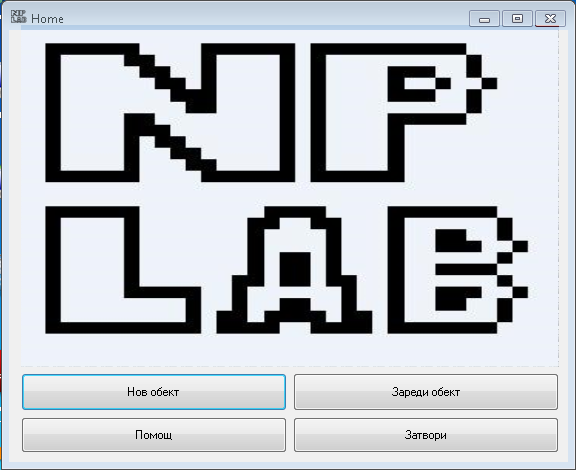 Home
NP
LAB
Нов обект
Зареди обект
Помощ
Затвори